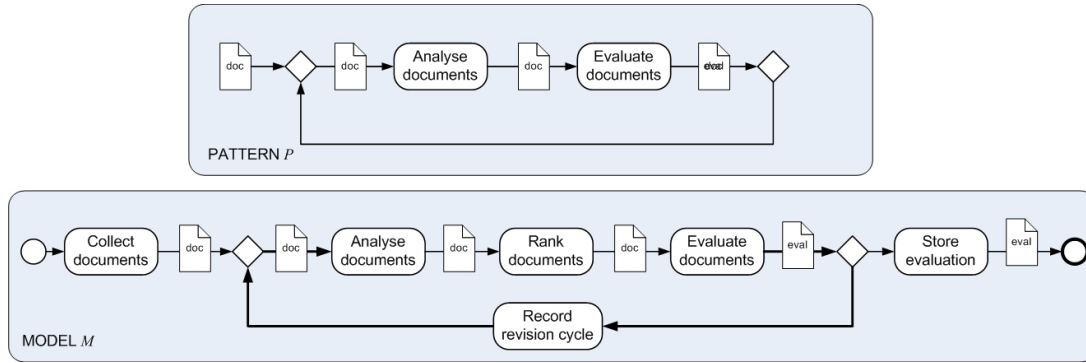 doc
doc
Analyse
documents
doc
Evaluate
documents
PATTERN P
Collect
documents
doc
doc
Analyse
documents
doc
Rank
documents
doc
Evaluate
documents
eval
Store
evaluation
eval
Record
revision cycle
MODEL M